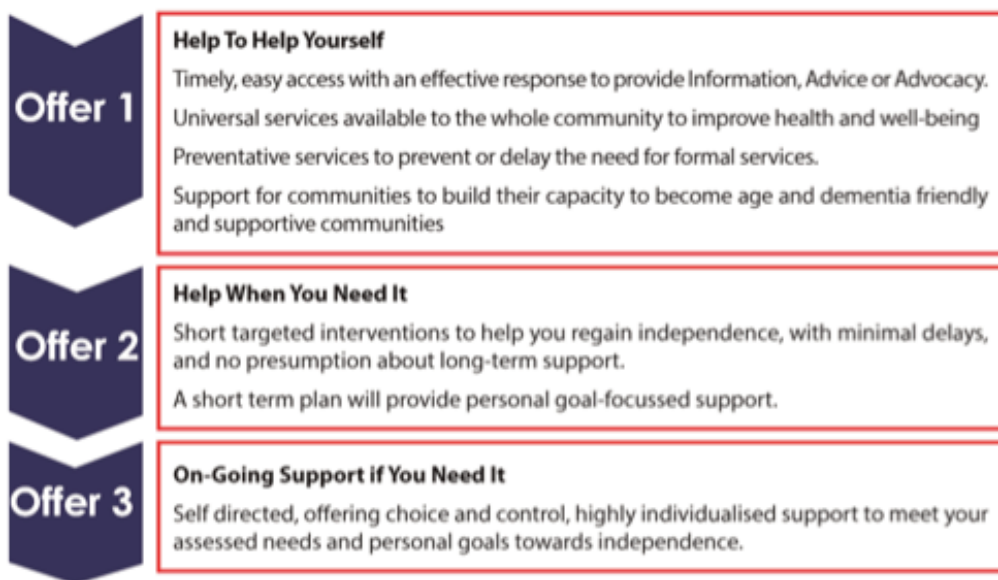 Offer 1
Help To Help Yourself
Timely, easy access with an effective response to provide Information, Advice or Advocacy.
Universal services available to the whole community to improve health and well-being
Preventative services to prevent or delay the need for formal services.
Support for communities to build their capacity to become age and dementia friendly
and supportive communities
Offer 2
Help When You Need It
Short targeted interventions to help you regain independence, with minimal delays,
and no presumption about long-term support.
A short term plan will provide personal goal-focussed support.
Offer 3
On-Going Support if You Need It
Self directed, offering choice and control, highly individualised support to meet your
assessed needs and personal goals towards independence.